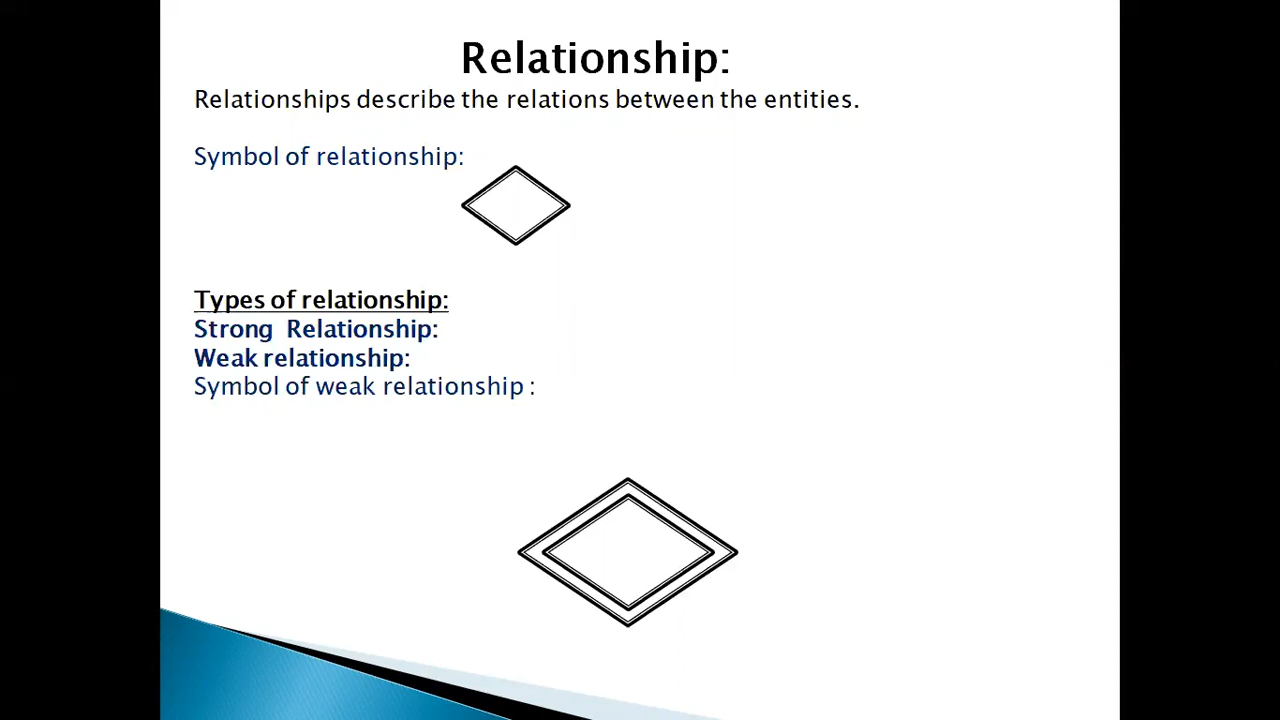 Relationship:
Relationships describe the relations between the entities.
Symbol of relationship:
Types of relationship:
Strong  Relationship:
Weak relationship:
Symbol of weak relationship :